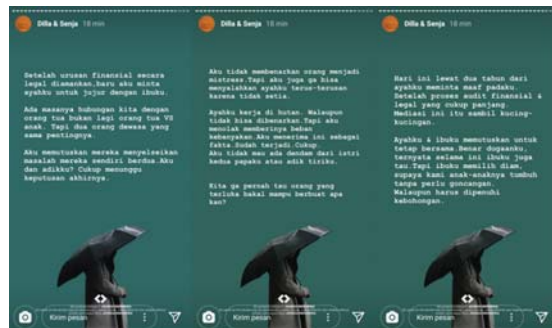 Dilla & Senja 18 min
Setelah urusan finansial secara
legal diamankan,baru aku minta
ayahku untuk jujur dengan ibuku.
Ada masanya hubungan kita dengan
orang tua bukan lagi orang tua VS
anak. Tapi dua orang dewasa yang
sama pentingnya.
Aku memutuskan mereka menyelesaikan
masalah mereka sendiri berdua.Aku
dan adikku? Cukup menunggu
keputusan akhirnya.
Kirim pesan
Dilla & Senja 18 min
Aku tidak membenarkan orang menjadi
mistress.Tapi aku juga ga bisa
menyalahkan ayahku terus-terusan
karena tidak setia.
Ayahku kerja di hutan. Walaupun
tidak bisa dibenarkan.Tapi aku
menolak memberinya beban
kebanyakan.Aku menerima ini sebagai
fakta.Sudah terjadi.Cukup.
Aku tidak mau ada dendam dari istri
kedua papaku atau adik tiriku.
Kita ga pernah tau orang yang
terluka bakal mampu berbuat apa
kan?
Kirim pesan
Dilla & Senja 18 min
Hari ini lewat dua tahun dari
ayahku meminta maaf padaku.
Setelah proses audit finansial &
legal yang cukup panjang.
Mediasi ini itu sambil kucing-
kucingan.
Ayahku & ibuku memutuskan untuk
tetap bersama.Benar dugaanku,
ternyata selama ini ibuku juga
tau.Tapi ibuku memilih diam,
supaya kami anak-anaknya tumbuh
tanpa perlu goncangan.
Walaupun harus dipenuhi
kebohongan.
Kirim pesan